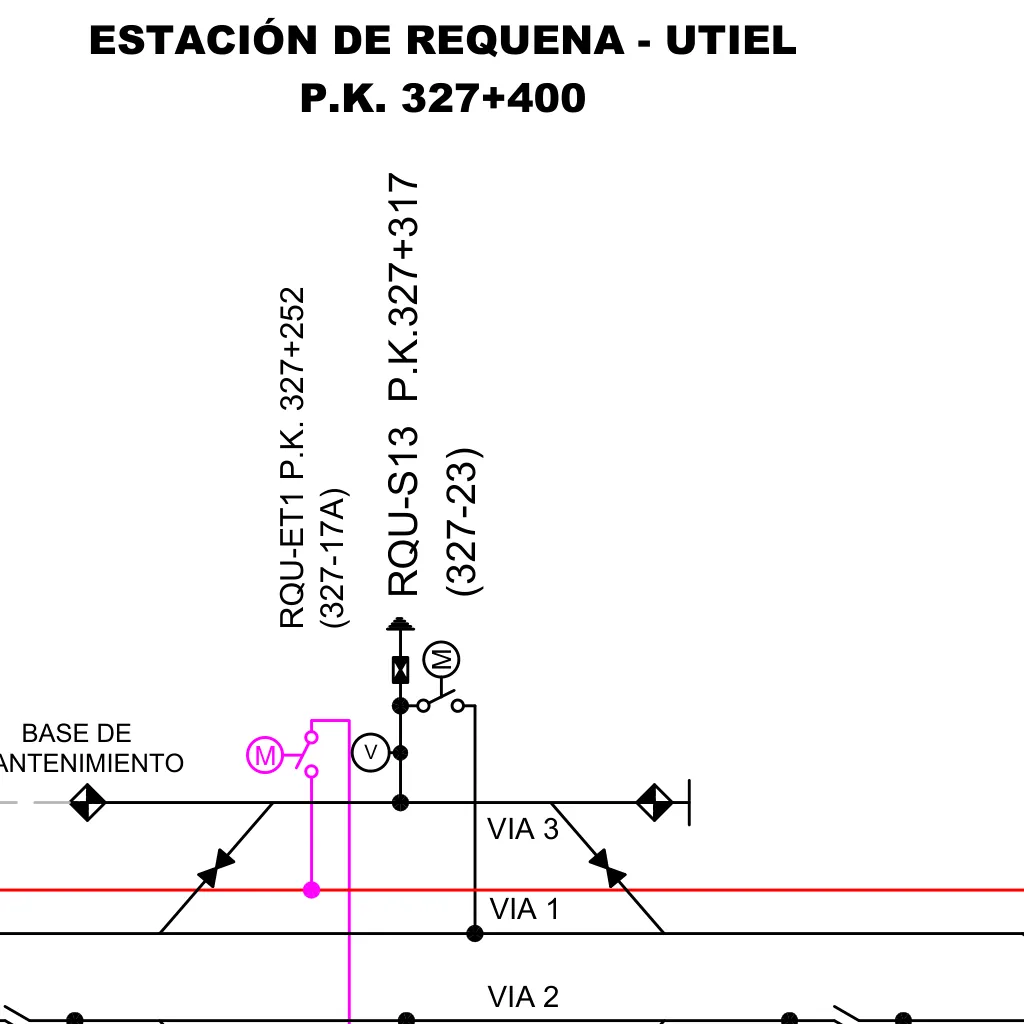 ESTACIÓN DE REQUENA - UTIEL
P.K. 327+400
RQU-ET1 P.K. 327+252
(327-17A)
RQU-S13 P.K.327+317
(327-23)
M
BASE DE
ANTENIMIENTO
M
V
VIA 3
VIA 1
VIA 2